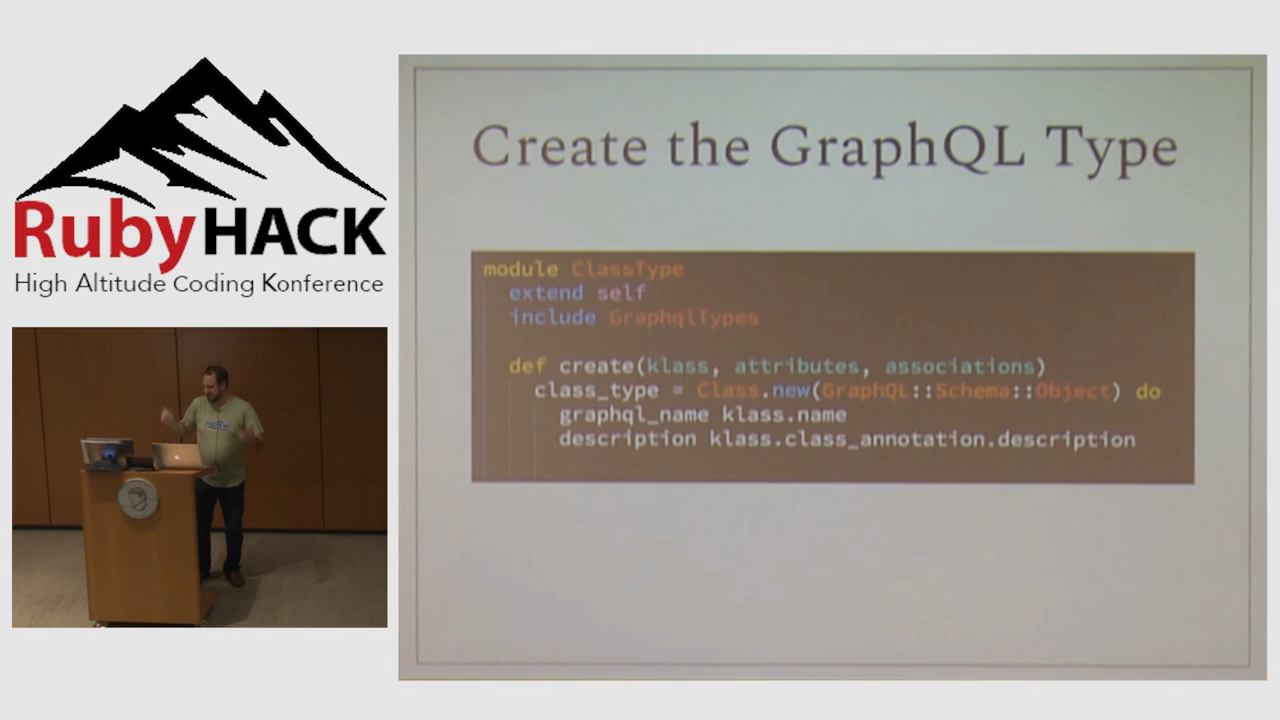 RubyHACK
High Altitude Coding Konference
Create the GraphQL Type
module ClassType
extend self
include GraphqlTypes
def create(klass, attributes, associations)
class_type = Class.new(GraphQL::Schema::Object) do
graphql_name klass.name
description klass.class_annotation.description